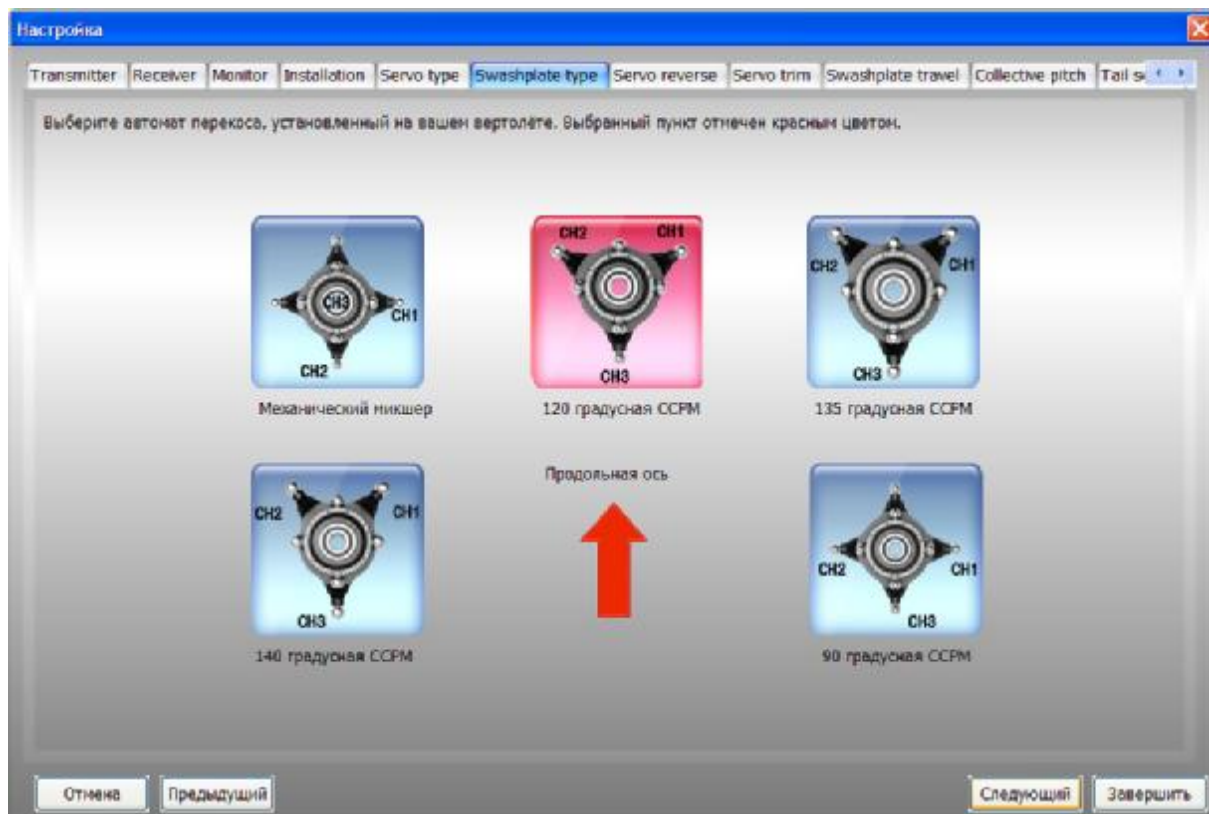 Настройка
Transmitter Receiver Monitor Installation Servo type Swashplate type Servo reverse Servo trim Swashplate travel Collective pitch Tail se
Выберите автомат перекоса, установленный на вашем вертолете. Выбранный пункт отмечен красным цветом.
CH3
CH1
CH2
Механический микшер
CH2 CH1
CH3
120 градусная CCPM
CH2 CH1
CH3
135 градусная CCPM
CH2 CH1
CH3
140 градусная CCPM
Продольная ось
CH2 CH1
CH3
90 градусная CCPM
Отмена Предыдущий Следующий Завершить